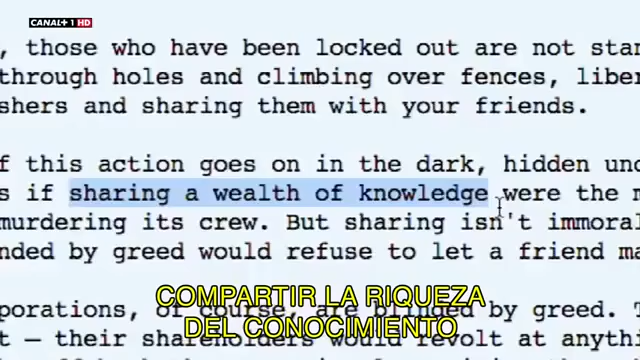 CANAL+ 1 HD
, those who have been locked out are not stan
through holes and climbing over fences, liber
shers and sharing them with your friends.
f this action goes on in the dark, hidden und
s if sharing a wealth of knowledge were the m
murdering its crew. But sharing isn't immoral
nded by greed would refuse to let a friend ma
COMPARTIR LA RIQUEZA
porations, of course, are blinded by greed. T
DEL CONOCIMIENTO
t — their shareholders would revolt at anythi